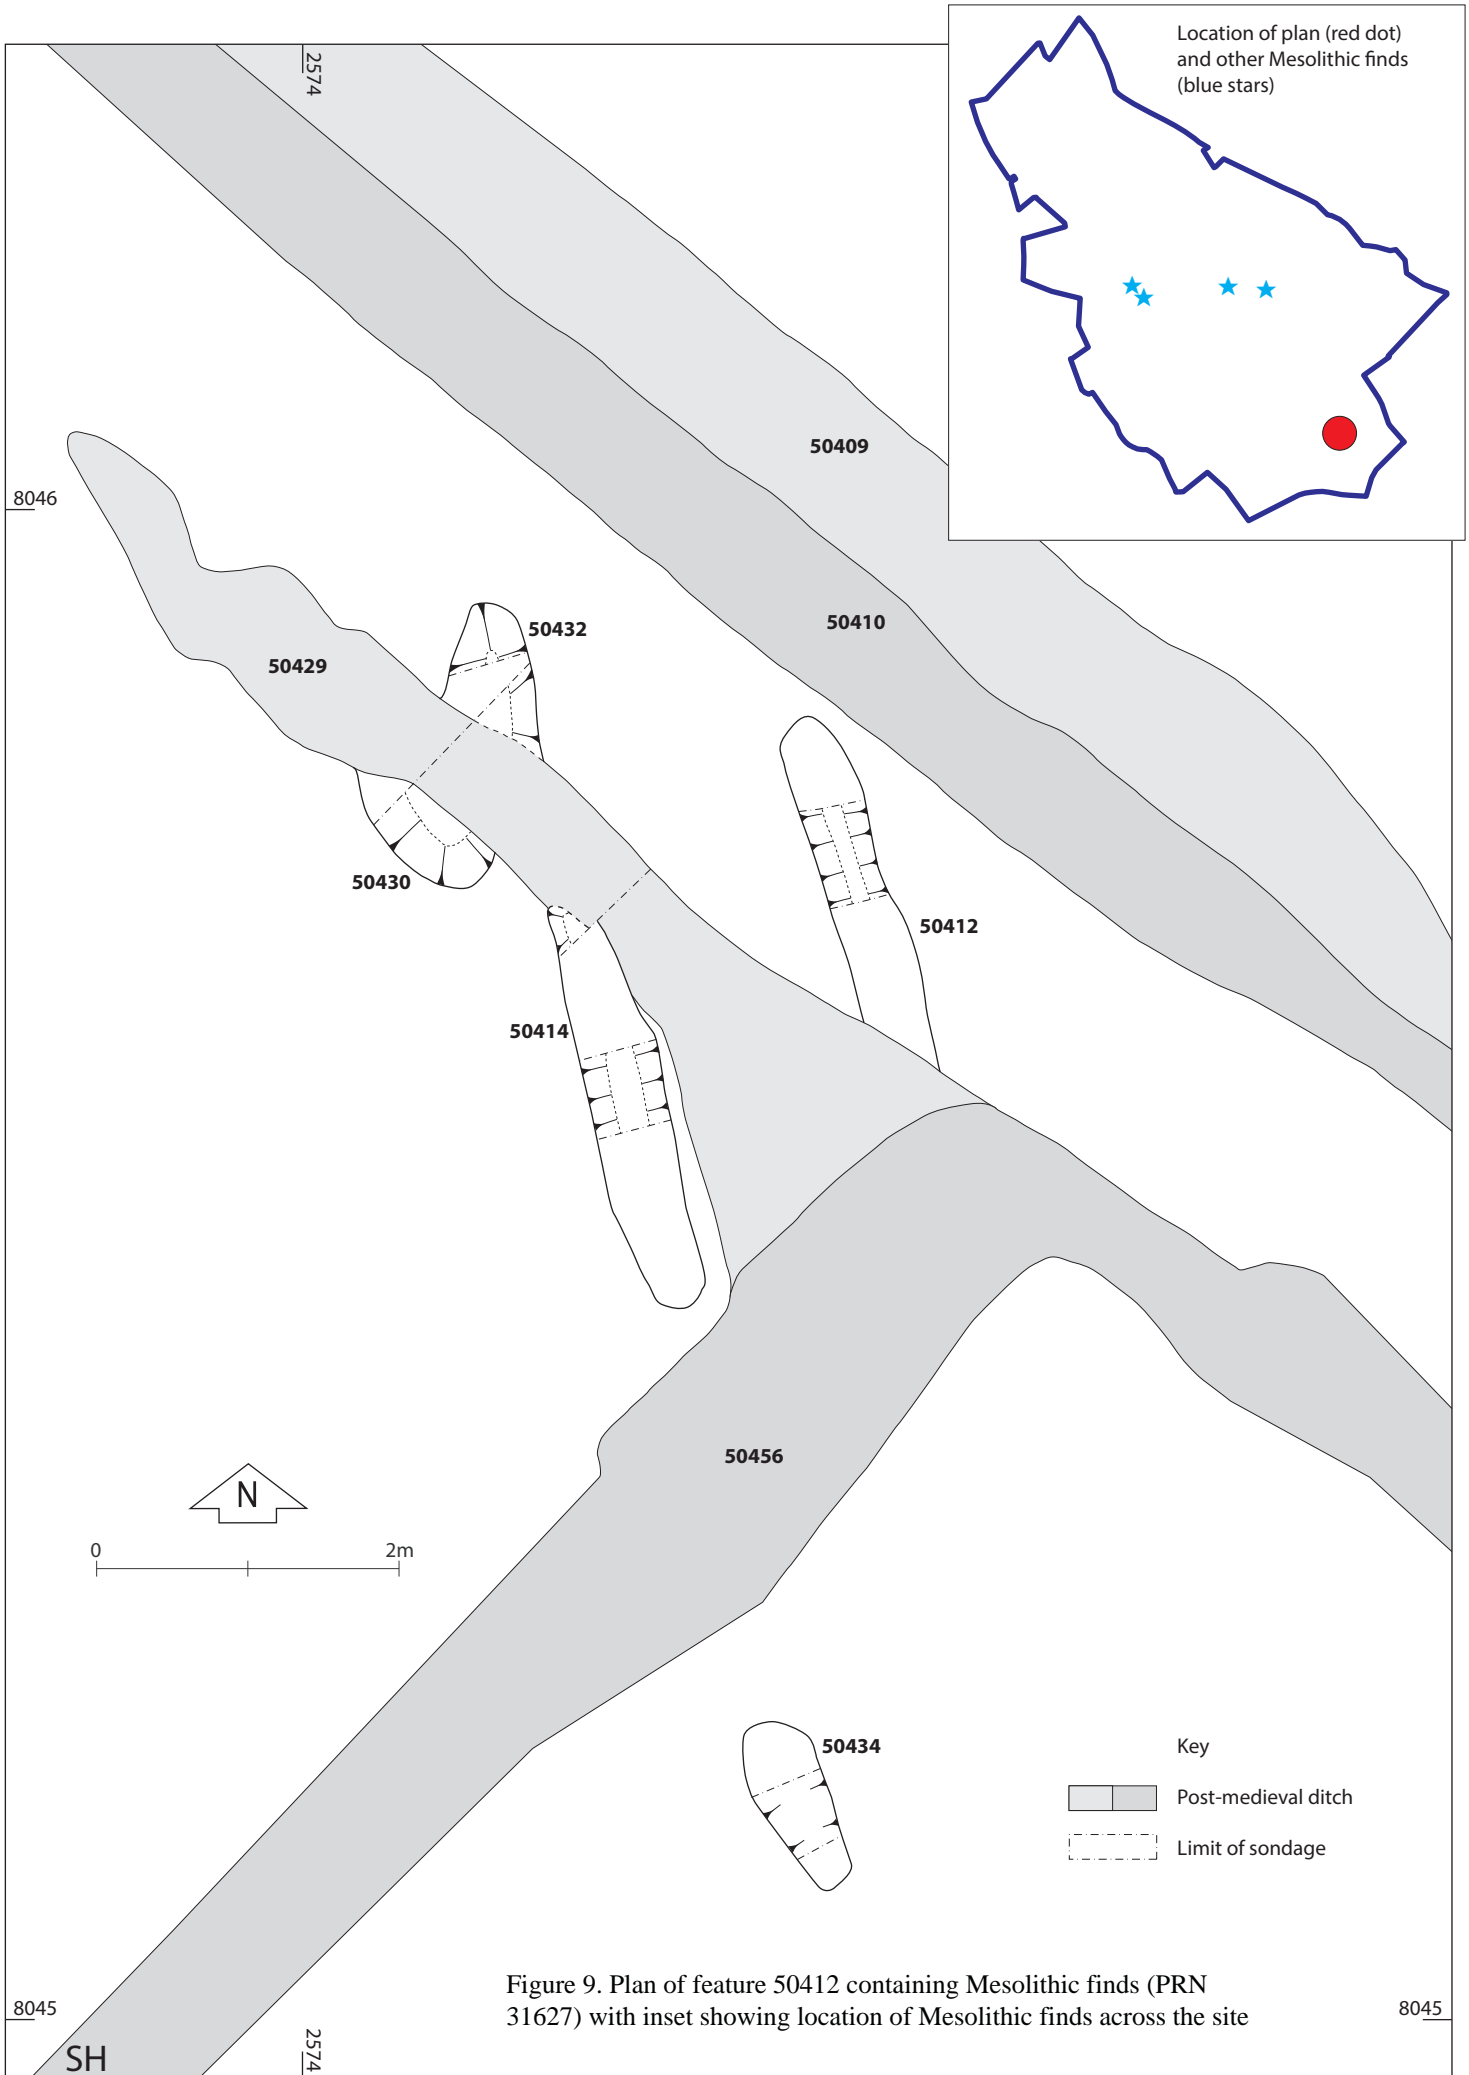 Location of plan (red dot)
and other Mesolithic finds
(blue stars)
2574
50409
8046
50410
50432
50429
50430
50412
50414
50456
N
0 2m
50434
Key
Post-medieval ditch
Limit of sondage
Figure 9. Plan of feature 50412 containing Mesolithic finds (PRN
31627) with inset showing location of Mesolithic finds across the site
8045
8045
SH
2574